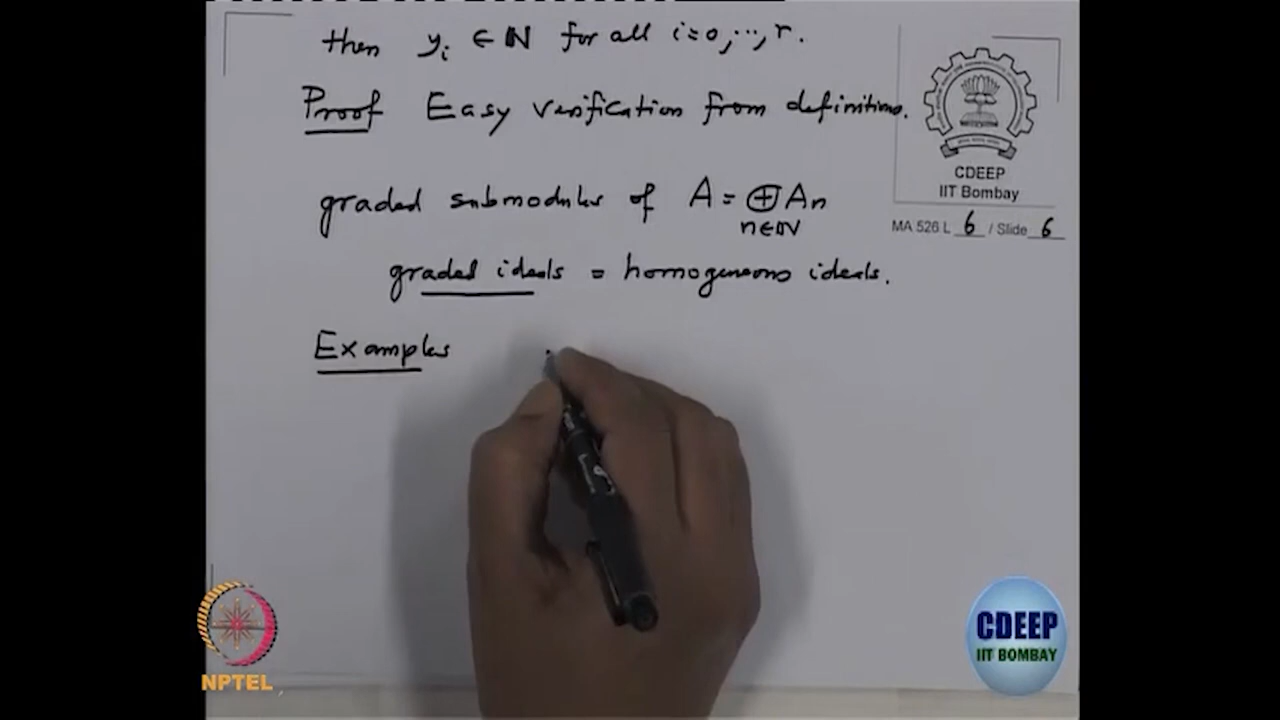 then yᵢ ∈ N for all i=0,⋯,r.
Proof Easy verification from definitions.
graded submodules of A = ⊕ Aₙ
n∈ℕ
graded ideals = homogeneous ideals.
Examples
CDEEP
IIT Bombay
MA 526 L 6 / Slide 6
NPTEL
CDEEP
IIT BOMBAY